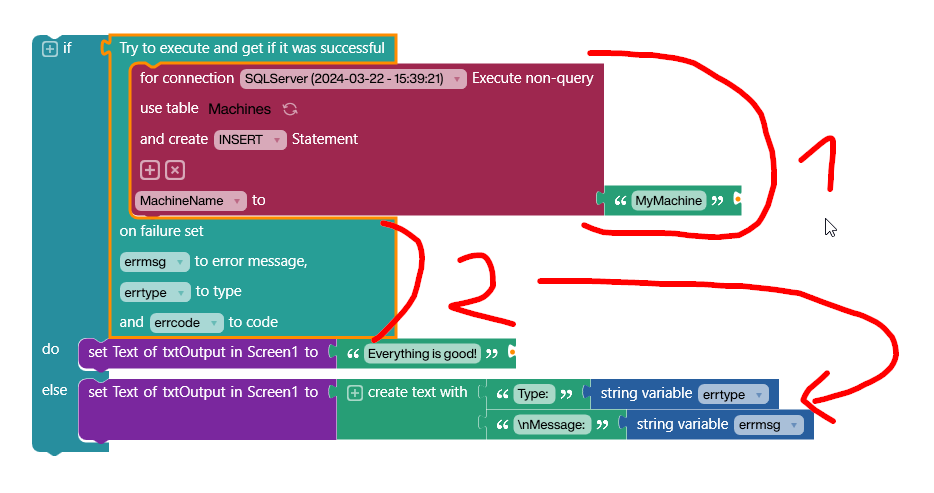 if Try to execute and get if it was successful
for connection SQLServer (2024-03-22 - 15:39:21) Execute non-query
use table Machines
and create INSERT Statement
MachineName to “ MyMachine ”
1
on failure set
errmsg to error message,
2
errtype to type
and errcode to code
do set Text of txtOutput in Screen1 to “ Everything is good! ”
else set Text of txtOutput in Screen1 to create text with “ Type: ” string variable errtype
“ \nMessage: ” string variable errmsg